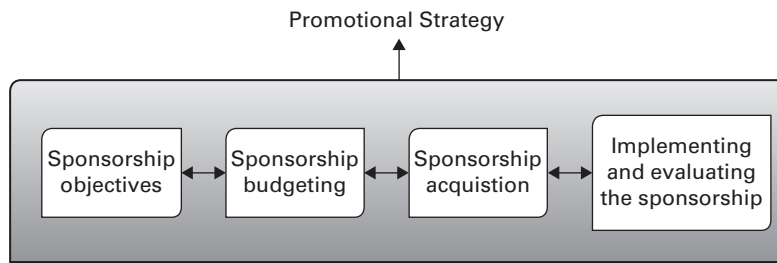 Promotional Strategy
Sponsorship
objectives
Sponsorship
budgeting
Sponsorship
acquistion
Implementing
and evaluating
the sponsorship